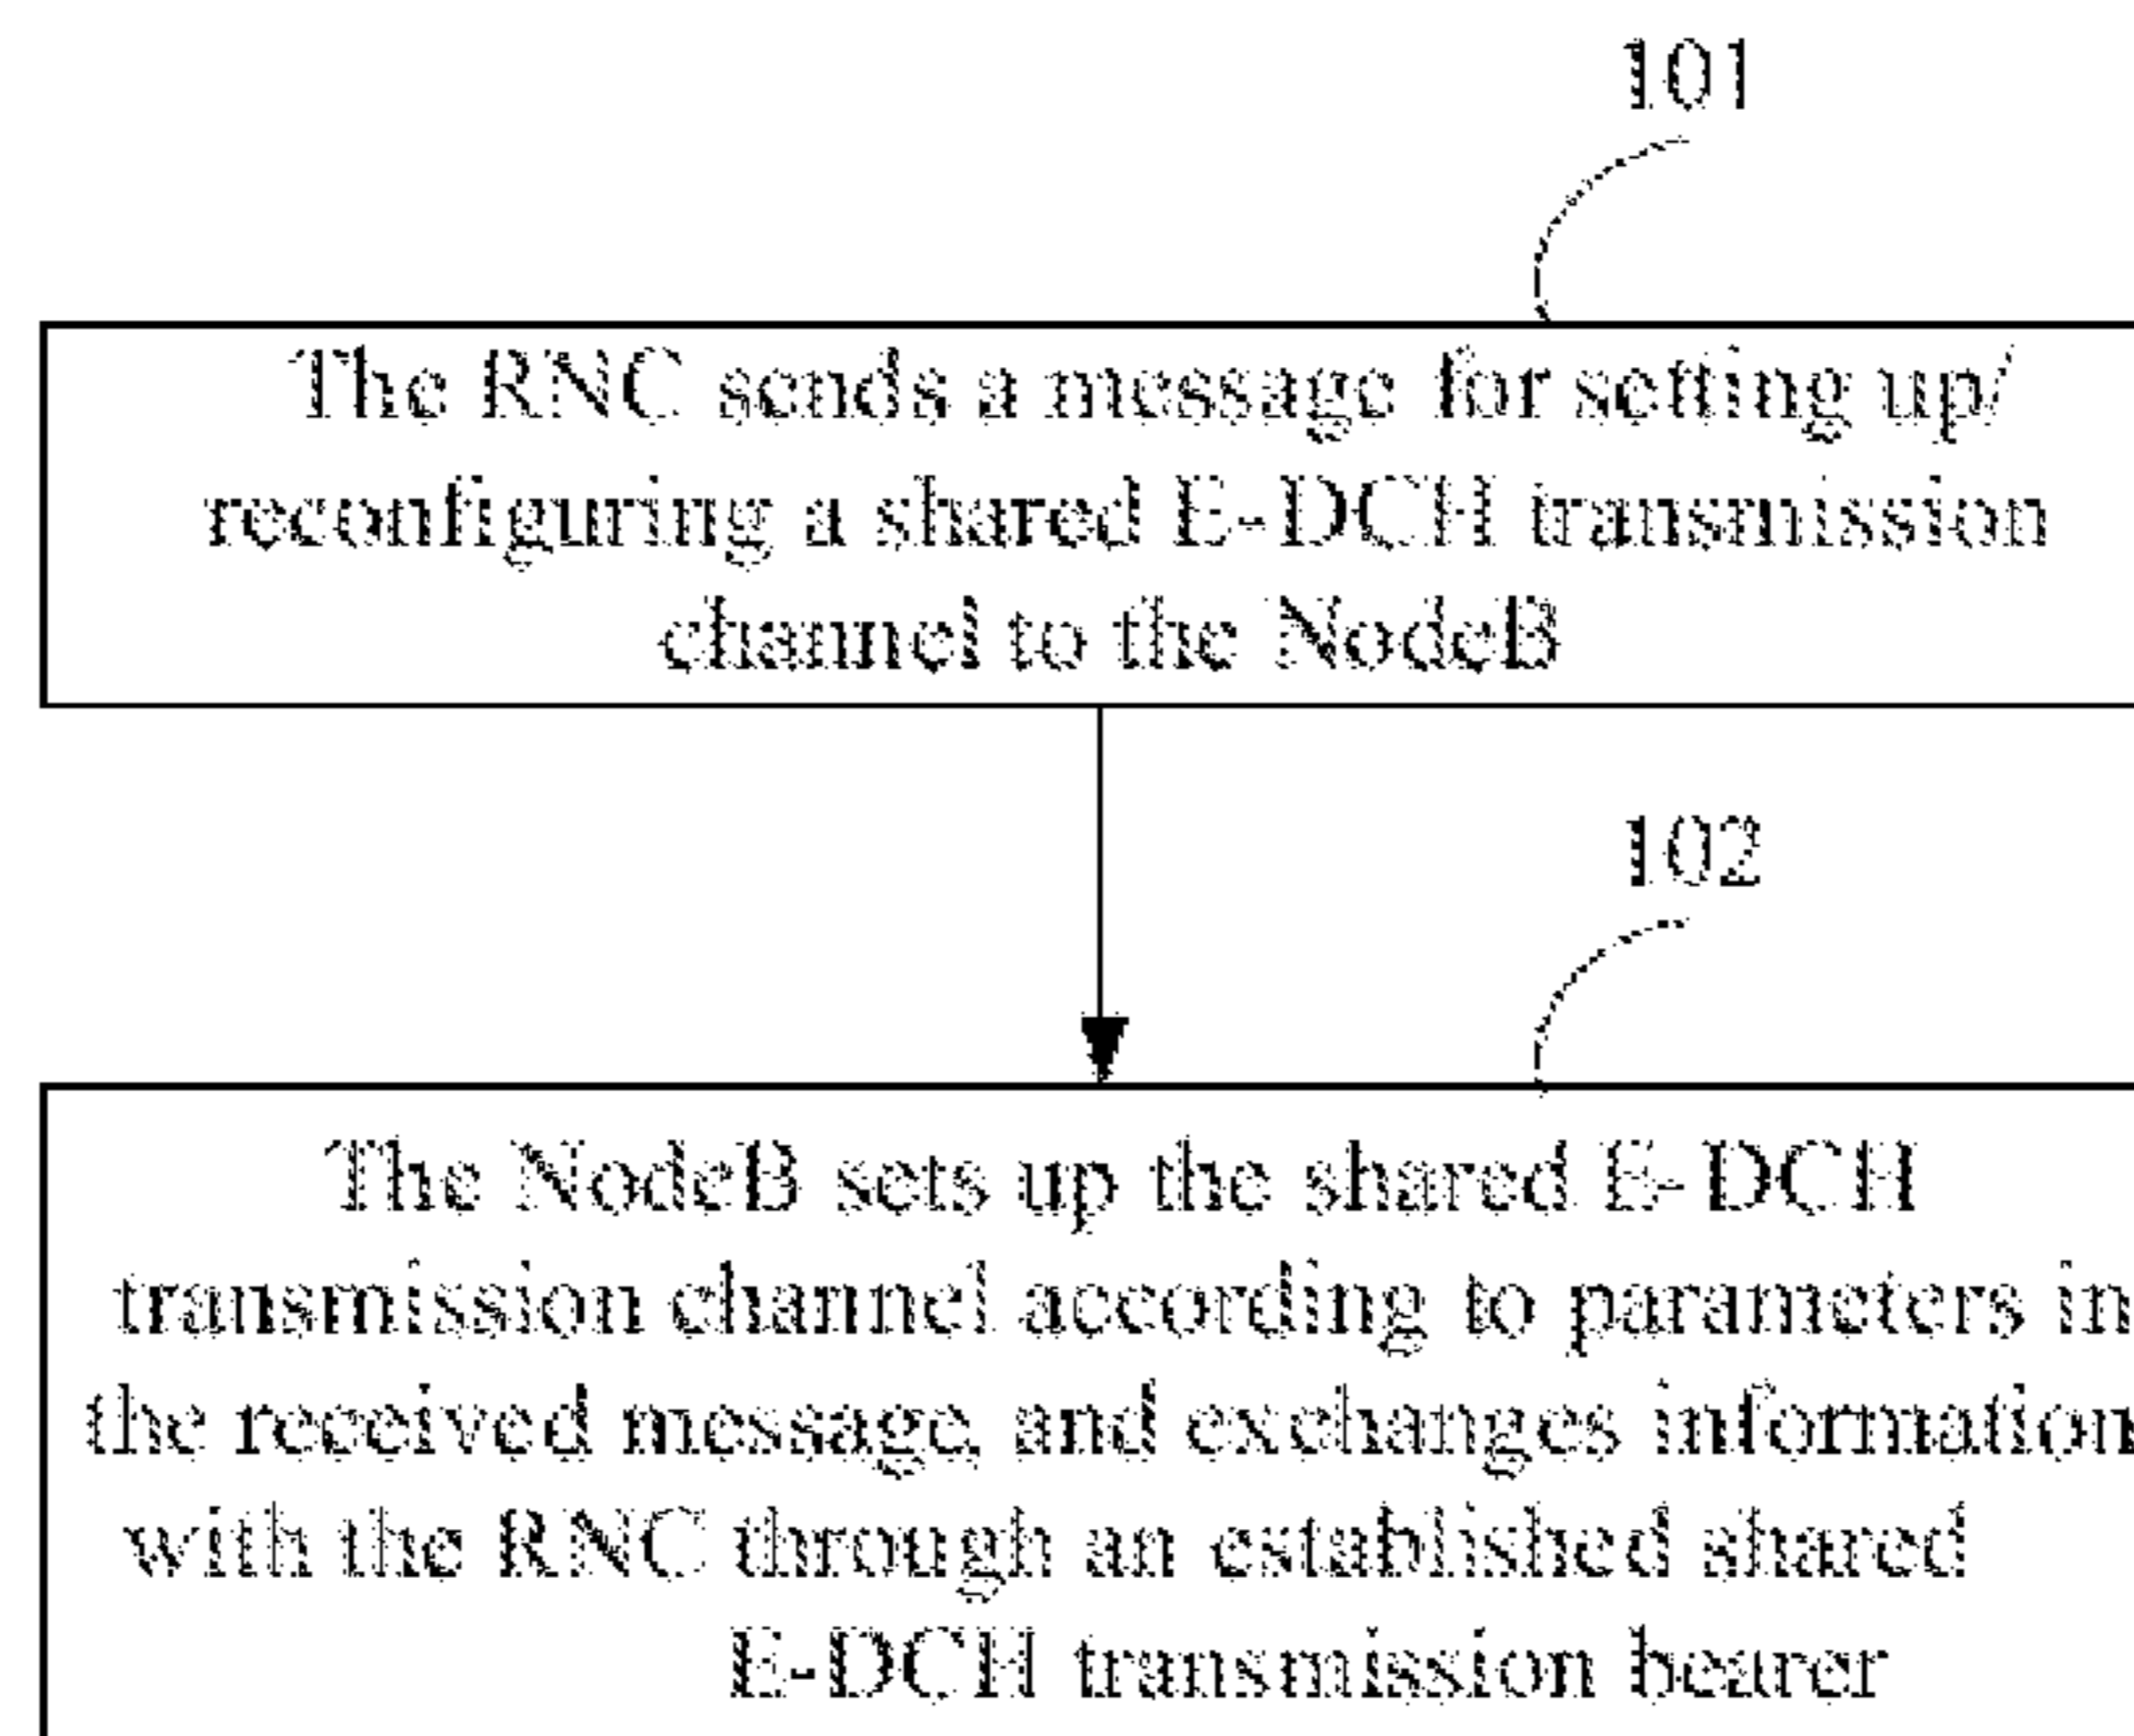 101
The RNC sends a message for setting up/
reconfiguring a shared E-DCH transmission
channel to the NodeB
102
The NodeB sets up the shared E-DCH
transmission channel according to parameters in
the received message, and exchanges information
with the RNC through an established shared
E-DCH transmission bearer